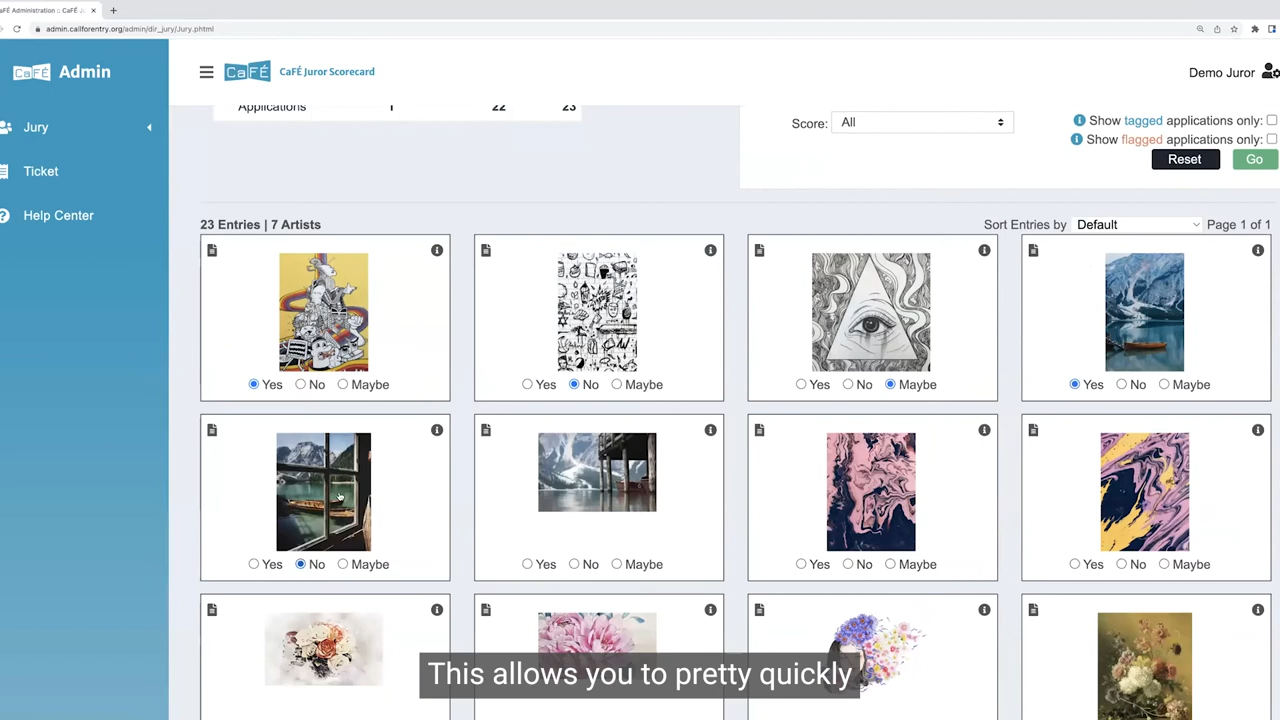 CaFÉ Administration :: CaFÉ Ju
admin.callforentry.org/admin/dir_jury/Jury.phtml
CaFÉ Admin
CaFÉ CaFÉ Juror Scorecard
Demo Juror
Jury
Ticket
Help Center
Applications 1 22 23
Score: All
Show tagged applications only:
Show flagged applications only:
Reset Go
23 Entries | 7 Artists
Sort Entries by Default Page 1 of 1
Yes No Maybe
Yes No Maybe
Yes No Maybe
Yes No Maybe
Yes No Maybe
Yes No Maybe
Yes No Maybe
Yes No Maybe
This allows you to pretty quickly